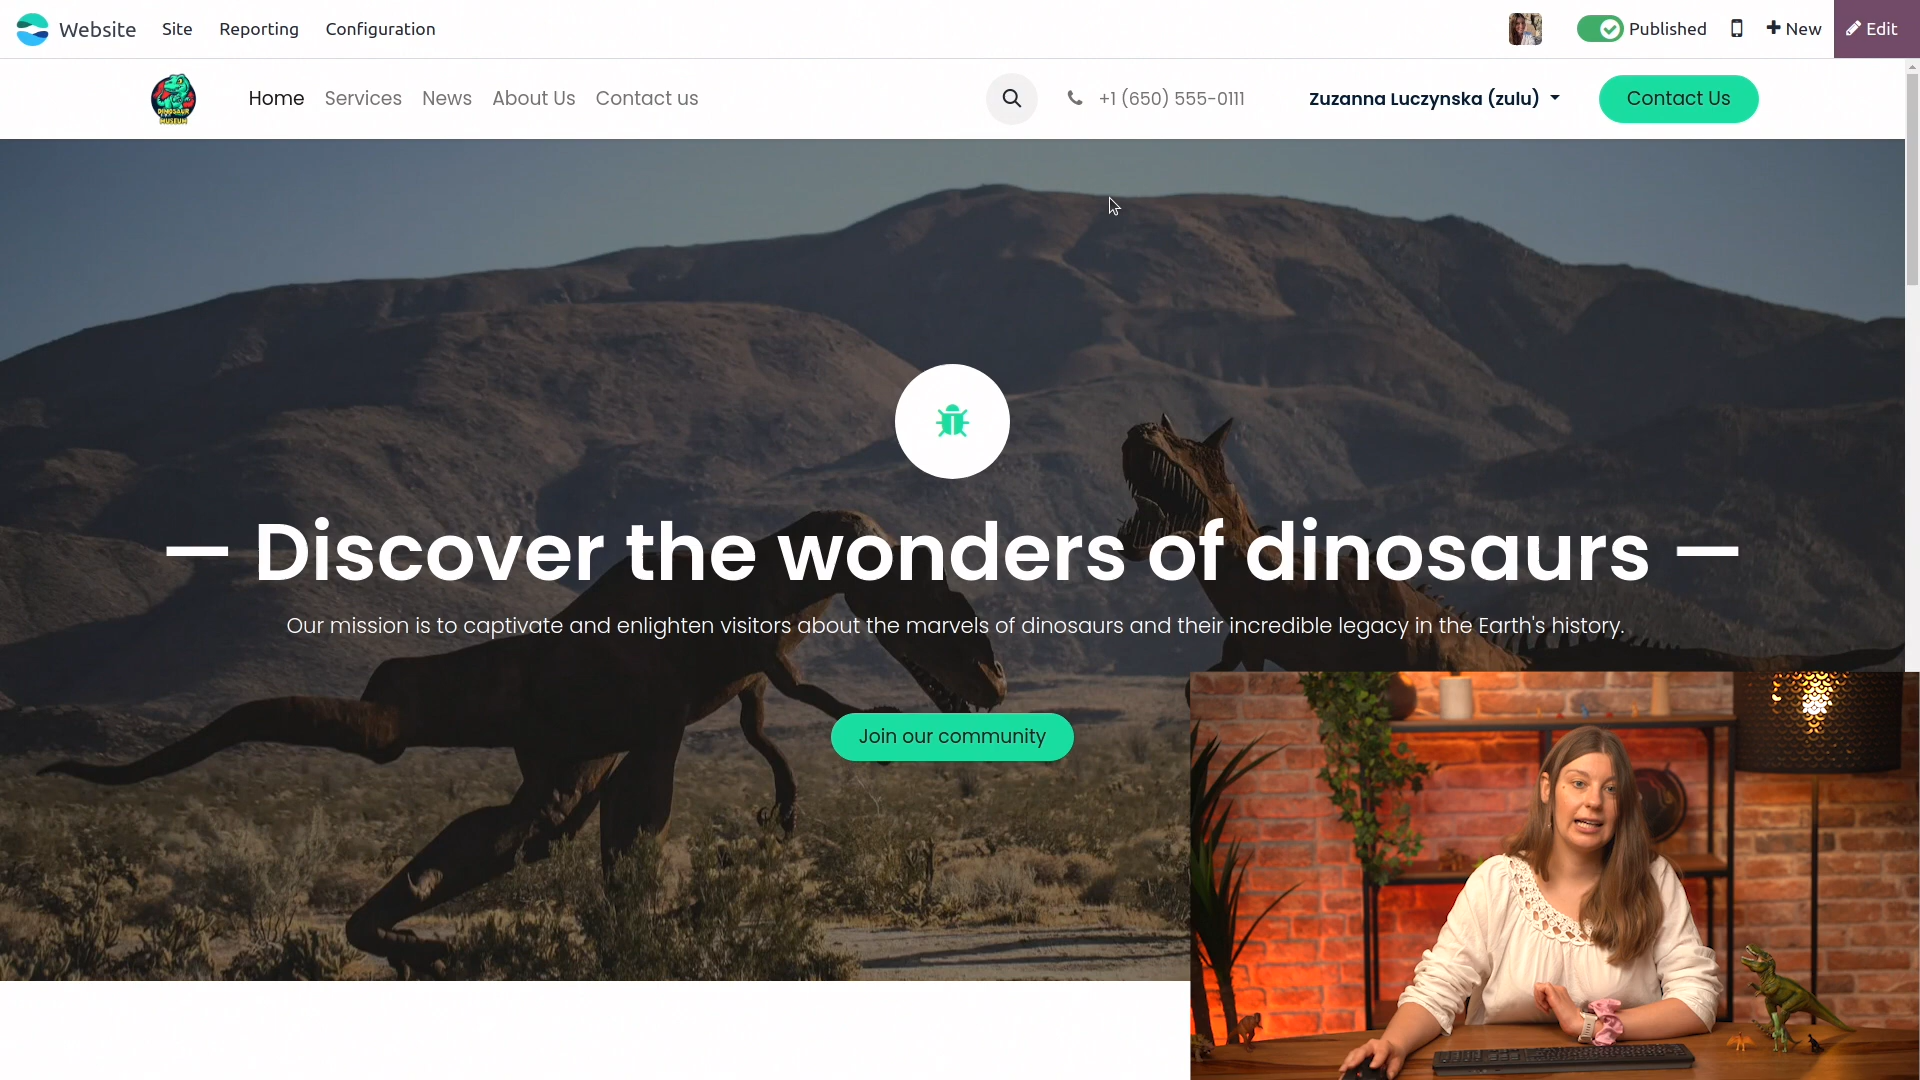 Website Site Reporting Configuration Published New Edit
DINOSAUR
MUSEUM
Home Services News About Us Contact us +1 (650) 555-0111 Zuzanna Luczynska (zulu) Contact Us
— Discover the wonders of dinosaurs —
Our mission is to captivate and enlighten visitors about the marvels of dinosaurs and their incredible legacy in the Earth's history.
Join our community